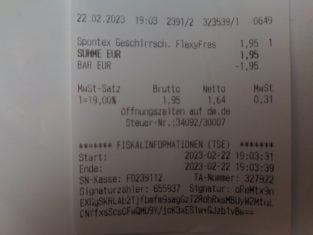 22.02.2023 19:03 2391/2 323539/1 0649
Spontex Geschirrsch. FlexyFres 1,95 1
SUMME EUR 1,95
BAR EUR -1,95
MwSt-Satz Brutto Netto MwSt
1=19,00% 1,95 1,64 0,31
Öffnungszeiten auf dm.de
Steuer-Nr.:34092/30007
******* FISKALINFORMATIONEN (TSE) *******
Start: 2023-02-22 19:03:31
Ende: 2023-02-22 19:03:39
SN-Kasse: F0239112 TA-Nummer: 327922
Signaturzähler: 655937 Signatur: